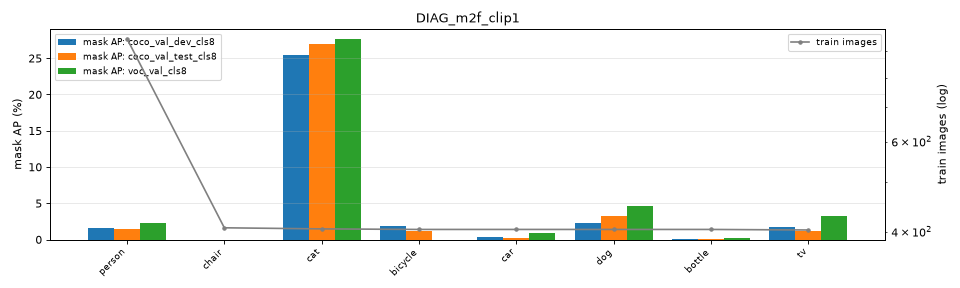 DIAG_m2f_clip1
mask AP: coco_val_dev_cls8
mask AP: coco_val_test_cls8
mask AP: voc_val_cls8
train images
25
20
15
10
5
0
mask AP (%)
6 × 10²
4 × 10²
train images (log)
person
chair
cat
bicycle
car
dog
bottle
tv